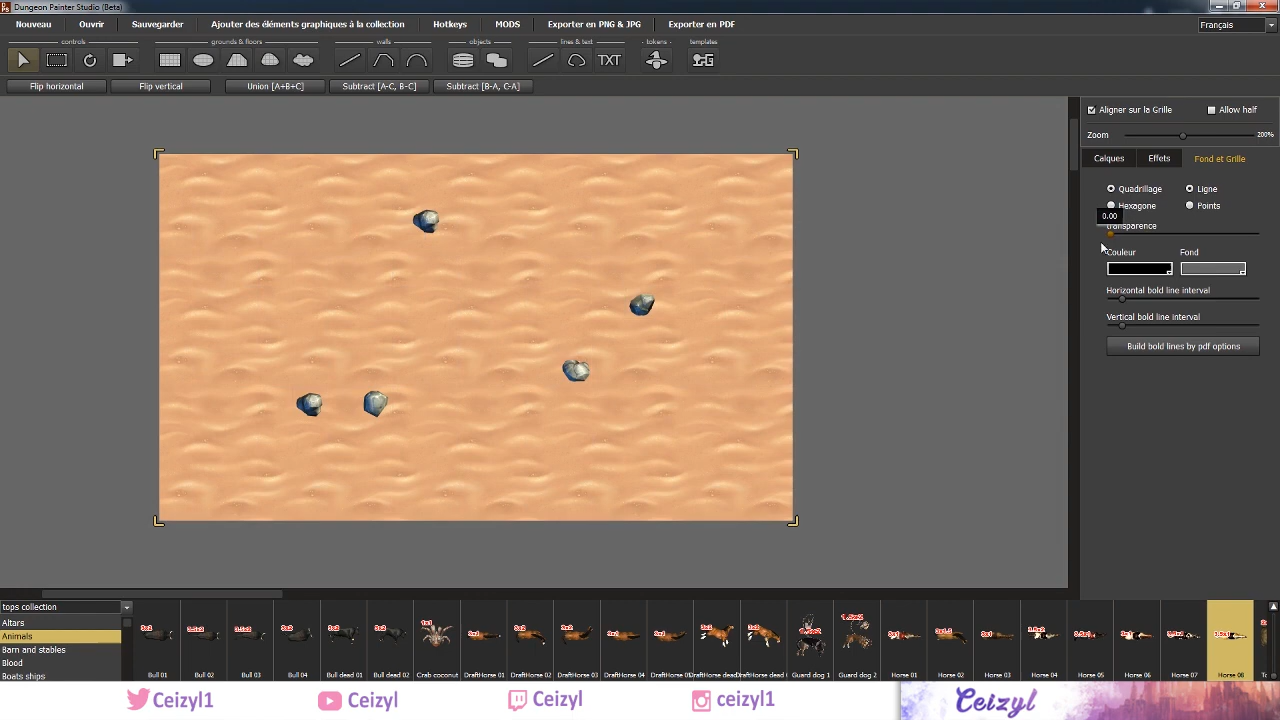 Dungeon Painter Studio (Beta)
Nouveau Ouvrir Sauvegarder Ajouter des éléments graphiques à la collection Hotkeys MODS Exporter en PNG & JPG Exporter en PDF Français
controls grounds & floors walls objects lines & text tokens templates
TXT
Flip horizontal Flip vertical Union [A+B+C] Subtract [A-C, B-C] Subtract [B-A, C-A]
Aligner sur la Grille Allow half
Zoom 200%
Calques Effets Fond et Grille
Quadrillage Ligne
Hexagone Points
0.00
transparence
Couleur Fond
Horizontal bold line interval
Vertical bold line interval
Build bold lines by pdf options
tops collection
Altars
Animals
Barn and stables
Blood
Boats ships
Bull 01 Bull 02 Bull 03 Bull 04 Bull dead 01 Bull dead 02 Crab coconut DraftHorse 01 DraftHorse 02 DraftHorse 03 DraftHorse 04 DraftHorse 05 DraftHorse dead DraftHorse dead Guard dog 1 Guard dog 2 Horse 01 Horse 02 Horse 03 Horse 04 Horse 05 Horse 06 Horse 07 Horse 08
Ceizyl1 Ceizyl Ceizyl ceizyl1 Ceizyl